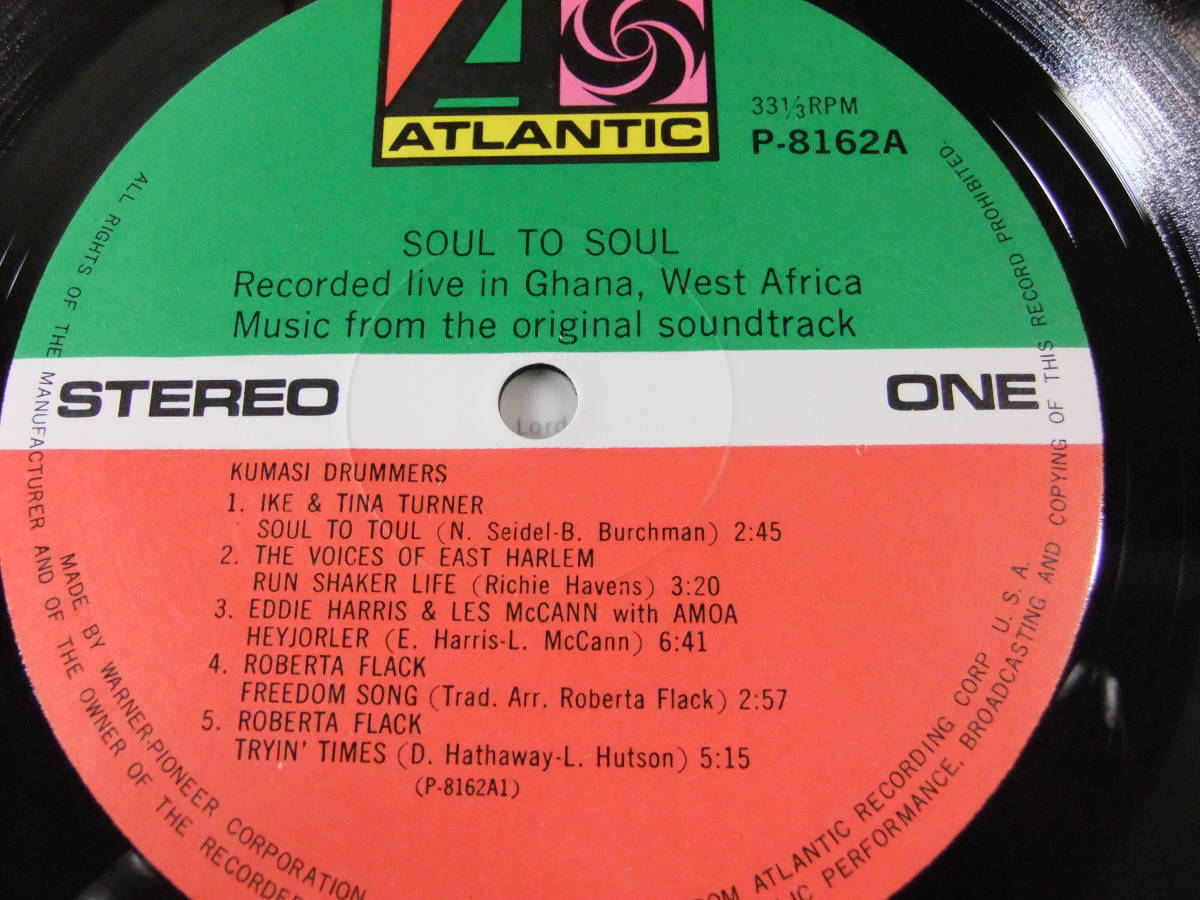 ATLANTIC
33⅓ RPM
P-8162A
SOUL TO SOUL
Recorded live in Ghana, West Africa
Music from the original soundtrack
STEREO
ONE
Lord
KUMASI DRUMMERS
1. IKE & TINA TURNER
SOUL TO TOUL (N. Seidel-B. Burchman) 2:45
2. THE VOICES OF EAST HARLEM
RUN SHAKER LIFE (Richie Havens) 3:20
3. EDDIE HARRIS & LES McCANN with AMOA
HEYJORLER (E. Harris-L. McCann) 6:41
4. ROBERTA FLACK
FREEDOM SONG (Trad. Arr. Roberta Flack) 2:57
5. ROBERTA FLACK
TRYIN' TIMES (D. Hathaway-L. Hutson) 5:15
(P-8162A1)
ALL RIGHTS OF THE MANUFACTURER AND OF THE OWNER OF THE RECORDE
MADE BY WARNER-PIONEER CORPORATION
ATLANTIC RECORDING CORP U. S. A.
PERFORMANCE, BROADCASTING AND COPYING OF THIS RECORD PROHIBITED.